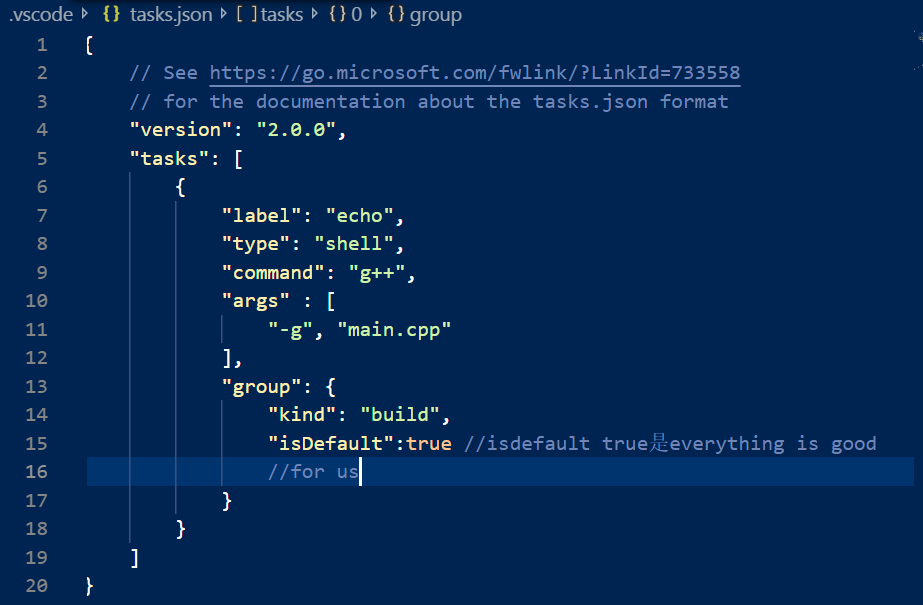 .vscode {} tasks.json [ ] tasks {} 0 {} group
1 {
2 // See https://go.microsoft.com/fwlink/?LinkId=733558
3 // for the documentation about the tasks.json format
4 "version": "2.0.0",
5 "tasks": [
6 {
7 "label": "echo",
8 "type": "shell",
9 "command": "g++",
10 "args" : [
11 "-g", "main.cpp"
12 ],
13 "group": {
14 "kind": "build",
15 "isDefault":true //isdefault true是everything is good
16 //for us
17 }
18 }
19 ]
20 }